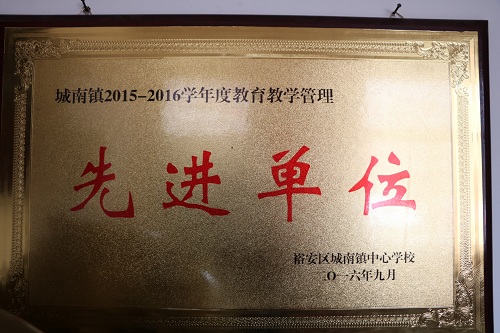 城南镇2015-2016学年度教育教学管理
先进单位
裕安区城南镇中心学校
二〇一六年九月